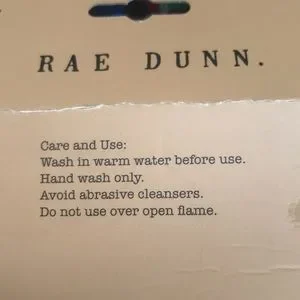 RAE DUNN.
Care and Use:
Wash in warm water before use.
Hand wash only.
Avoid abrasive cleansers.
Do not use over open flame.